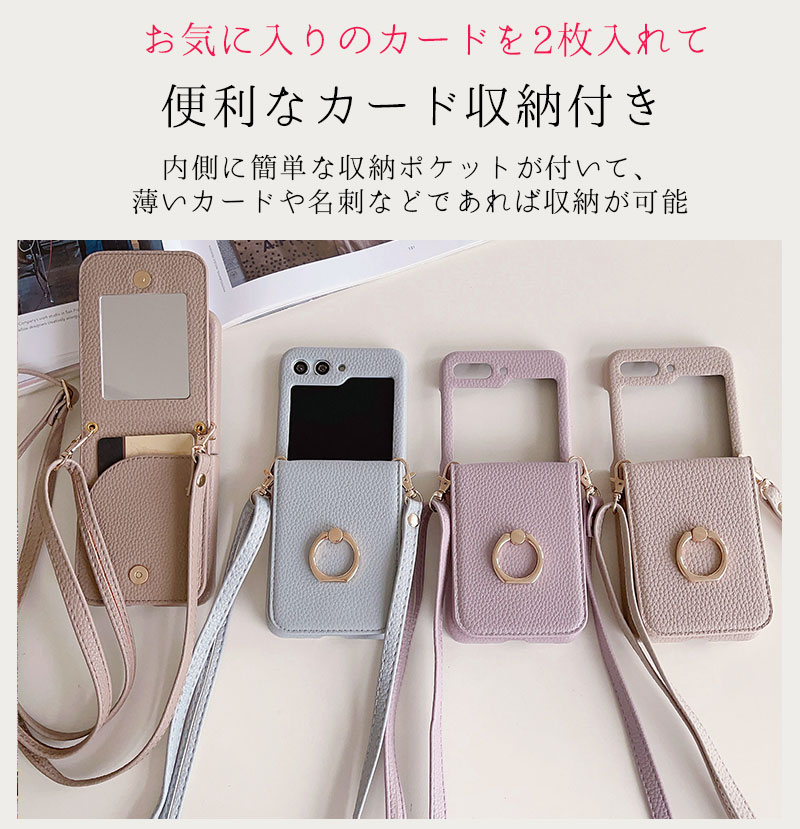 お気に入りのカードを2枚入れて
便利なカード収納付き
内側に簡単な収納ポケットが付いて、
薄いカードや名刺などであれば収納が可能